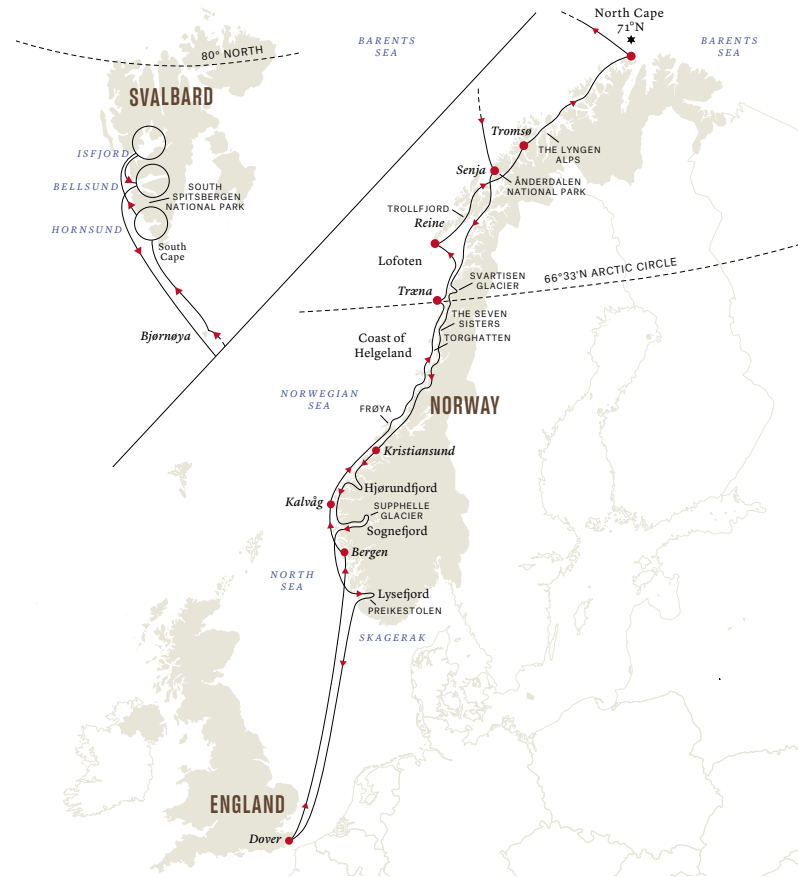 North Cape
71°N
BARENTS
SEA
BARENTS
SEA
80° NORTH
SVALBARD
Tromsø
THE LYNGEN
ALPS
ISFJORD
Senja
BELLSUND
SOUTH
SPITSBERGEN
NATIONAL PARK
ÅNDERDALEN
NATIONAL PARK
TROLLFJORD
Reine
HORNSUND
South
Cape
Lofoten
66°33'N ARCTIC CIRCLE
SVARTISEN
GLACIER
Træna
THE SEVEN
SISTERS
Bjørnøya
Coast of
Helgeland
TORGHATTEN
NORWEGIAN
SEA
FRØYA
NORWAY
Kristiansund
Hjørundfjord
Kalvåg
SUPPHELLE
GLACIER
Sognefjord
Bergen
NORTH
SEA
Lysefjord
PREIKESTOLEN
SKAGERAK
ENGLAND
Dover